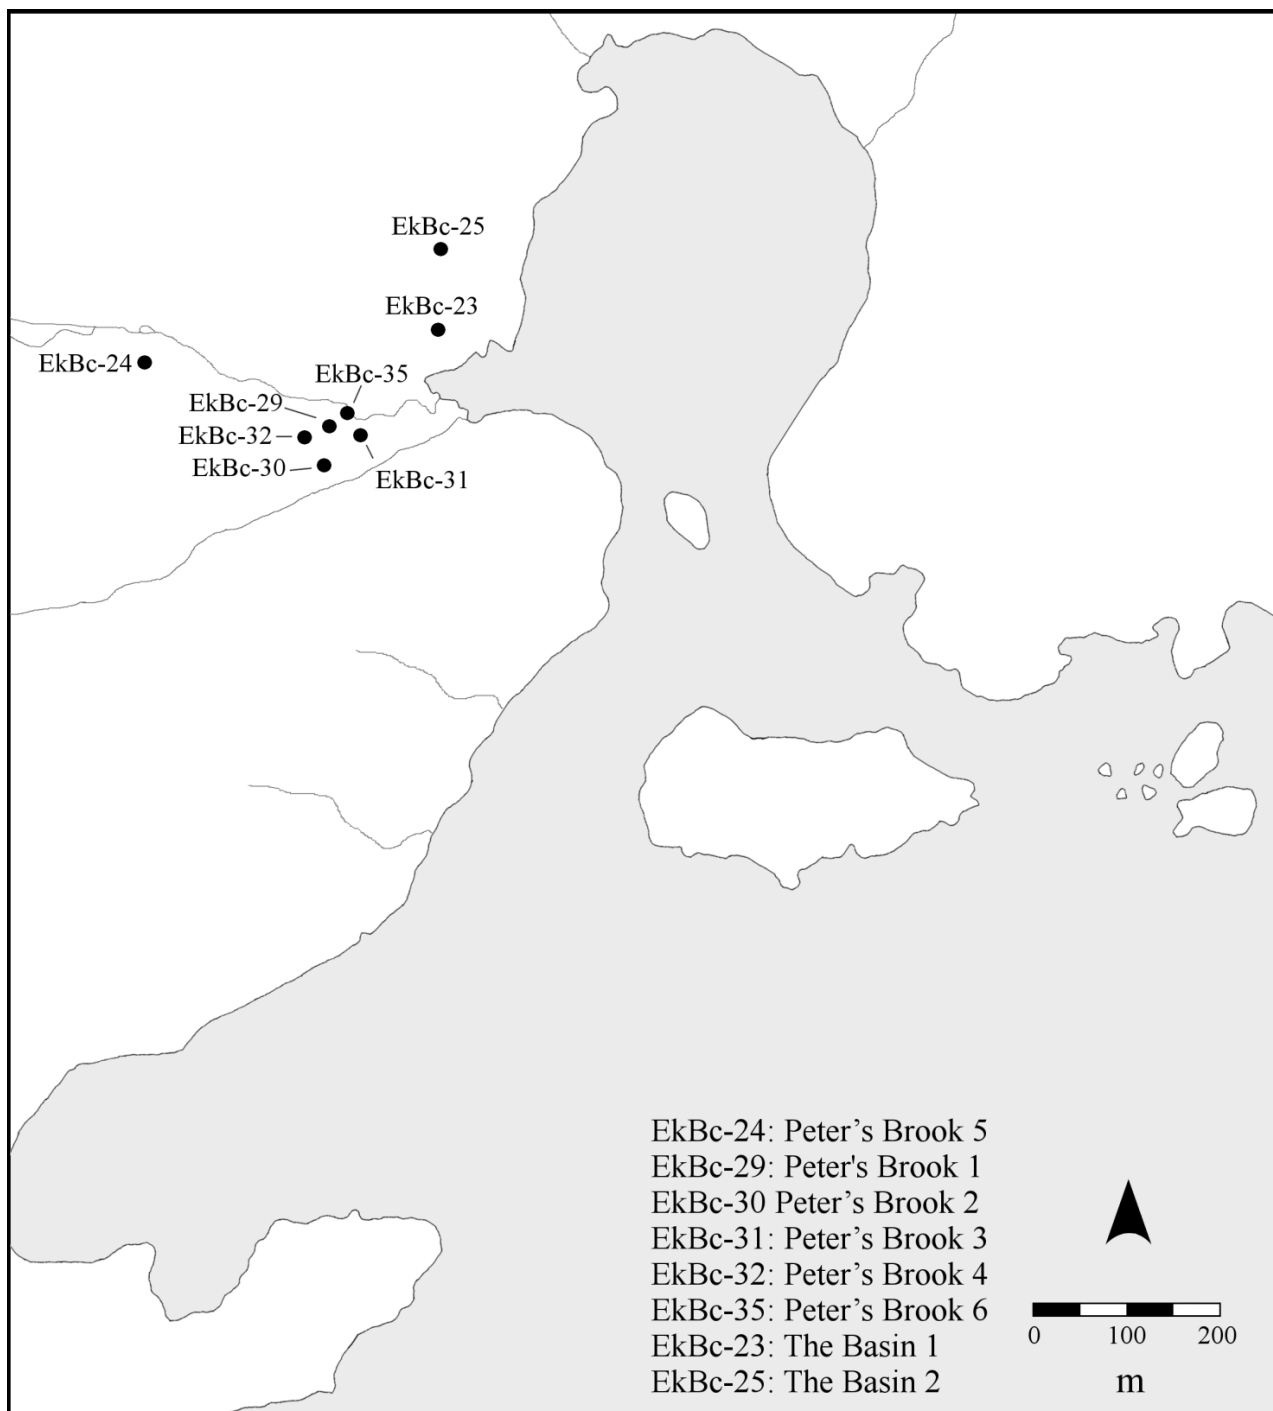 EkBc-25
EkBc-23
EkBc-24
EkBc-35
EkBc-29
EkBc-32
EkBc-30
EkBc-31
EkBc-24: Peter’s Brook 5
EkBc-29: Peter's Brook 1
EkBc-30 Peter’s Brook 2
EkBc-31: Peter’s Brook 3
EkBc-32: Peter’s Brook 4
EkBc-35: Peter’s Brook 6
EkBc-23: The Basin 1
EkBc-25: The Basin 2
0 100 200
m